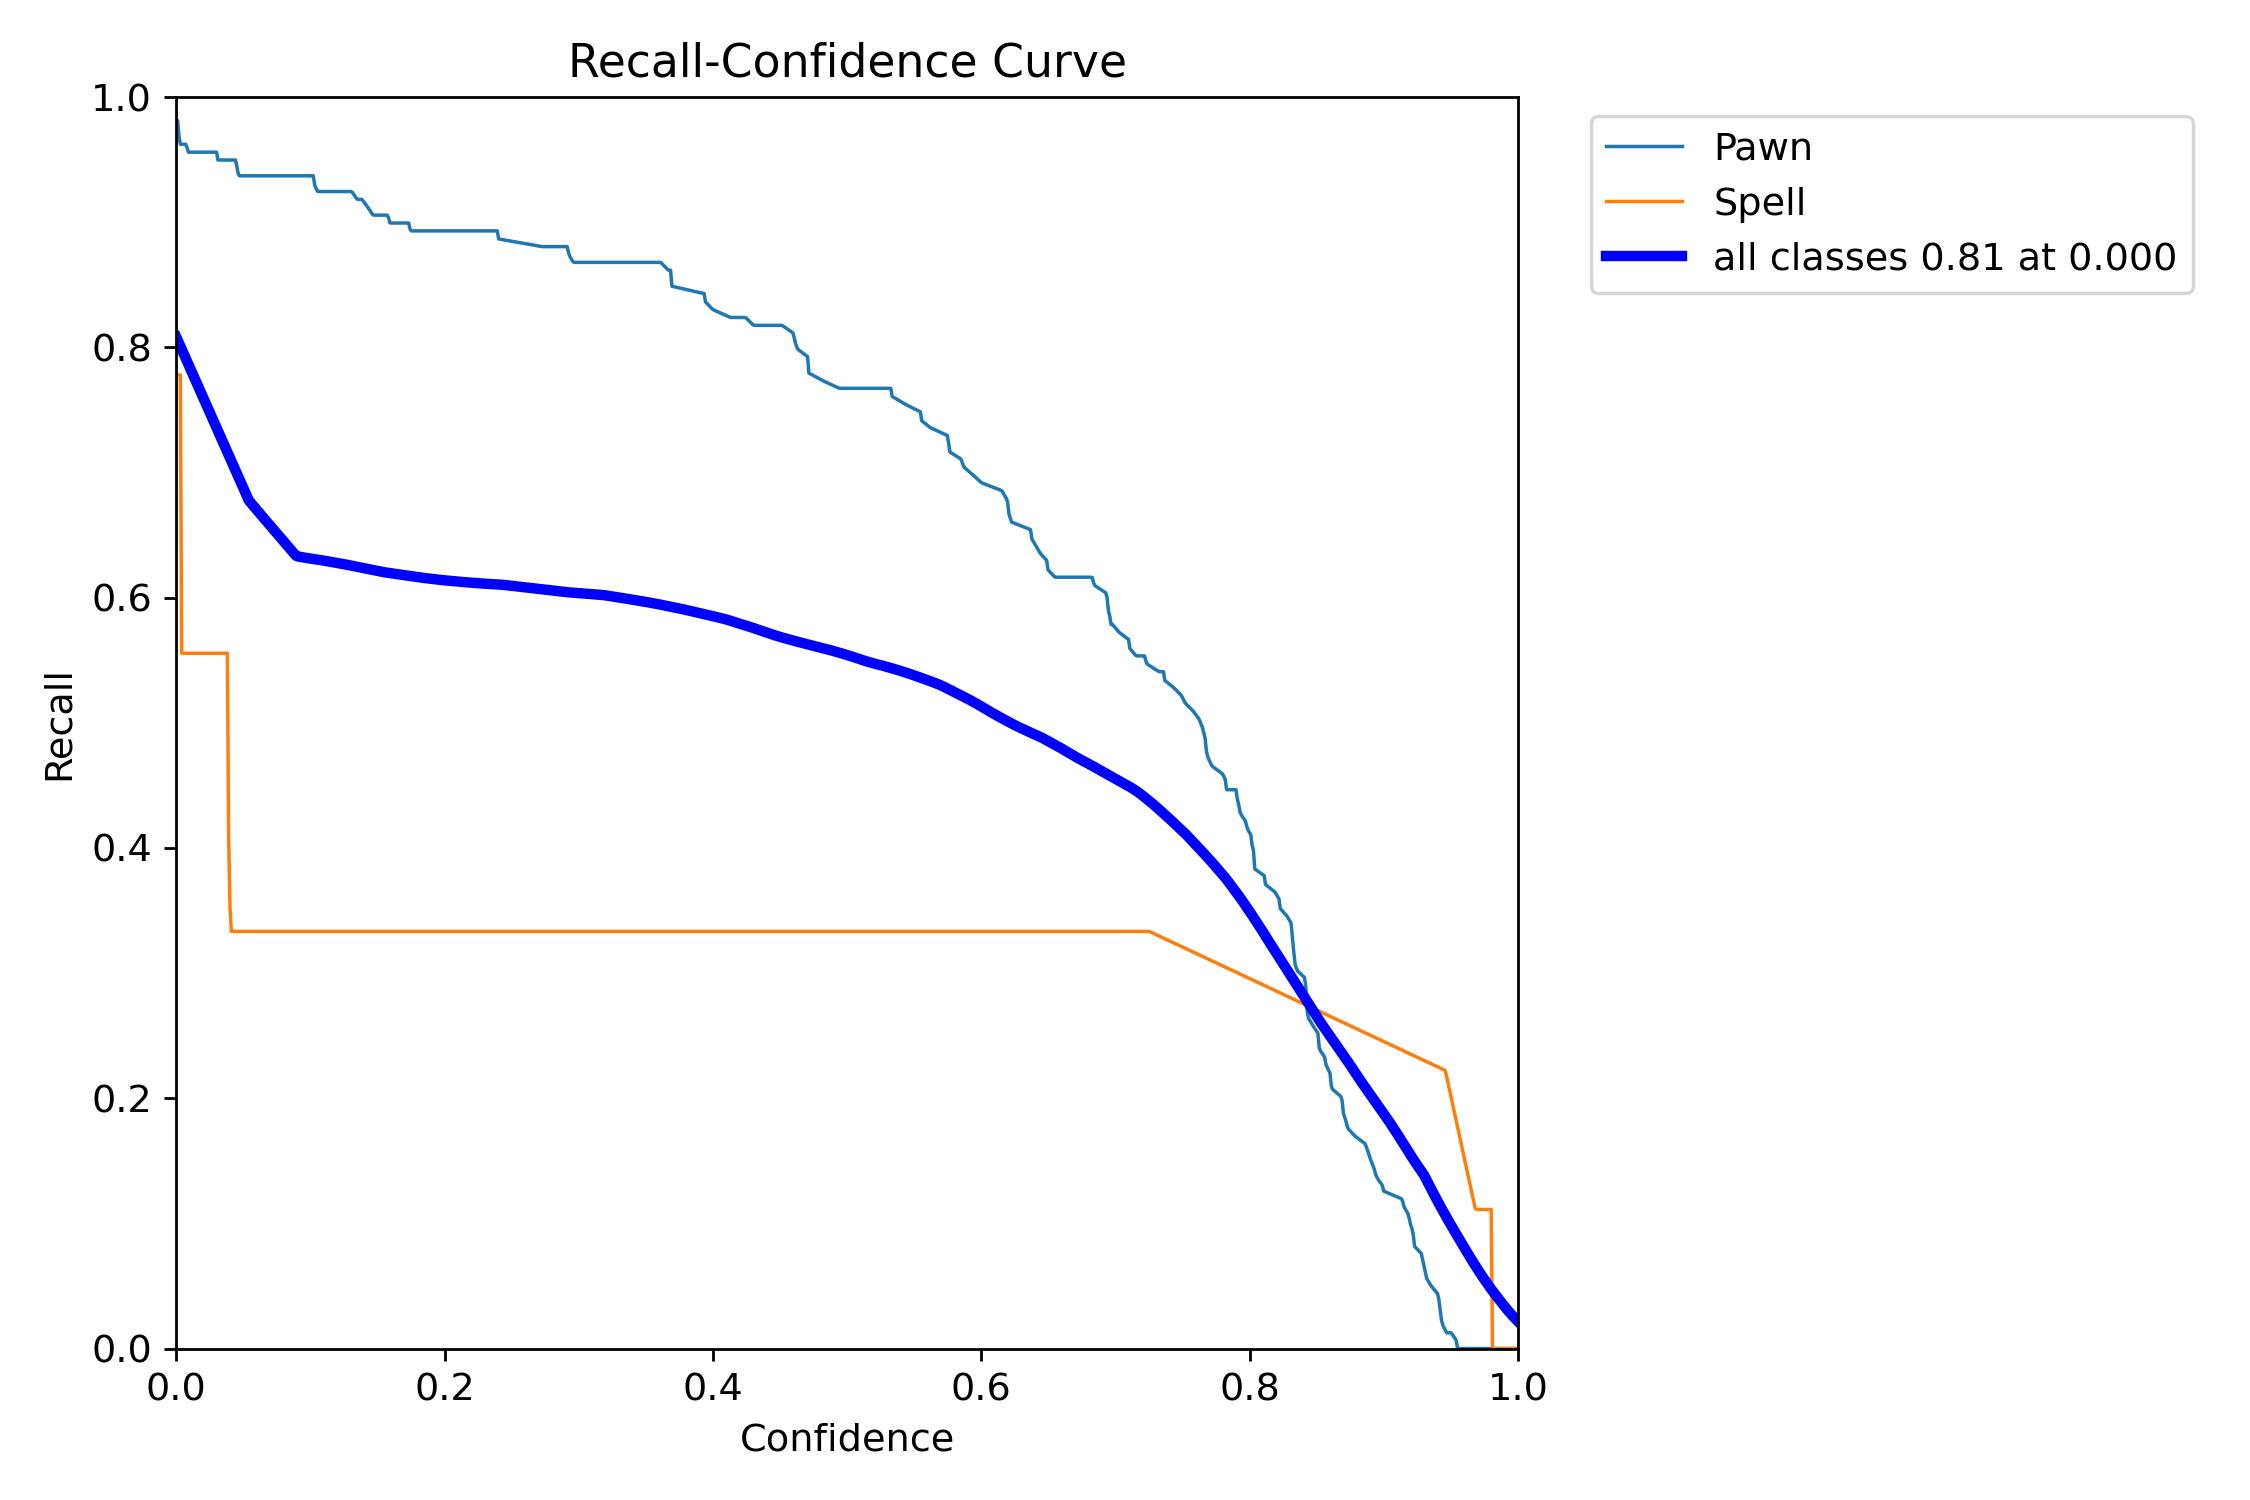 Recall-Confidence Curve
1.0
0.8
0.6
0.4
0.2
0.0
Recall
0.0 0.2 0.4 0.6 0.8 1.0
Confidence
Pawn
Spell
all classes 0.81 at 0.000